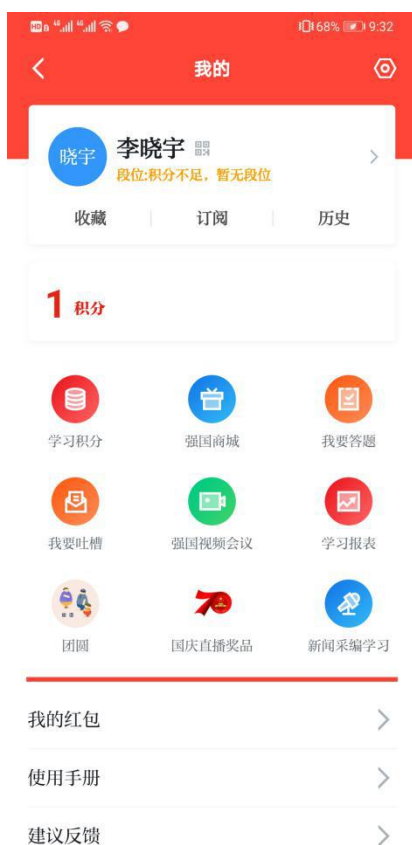 HD 68% 9:32
我的
晓宇
李晓宇
段位:积分不足，暂无段位
收藏 订阅 历史
1 积分
学习积分 强国商城 我要答题
我要吐槽 强国视频会议 学习报表
70
团圆 国庆直播奖品 新闻采编学习
我的红包
使用手册
建议反馈